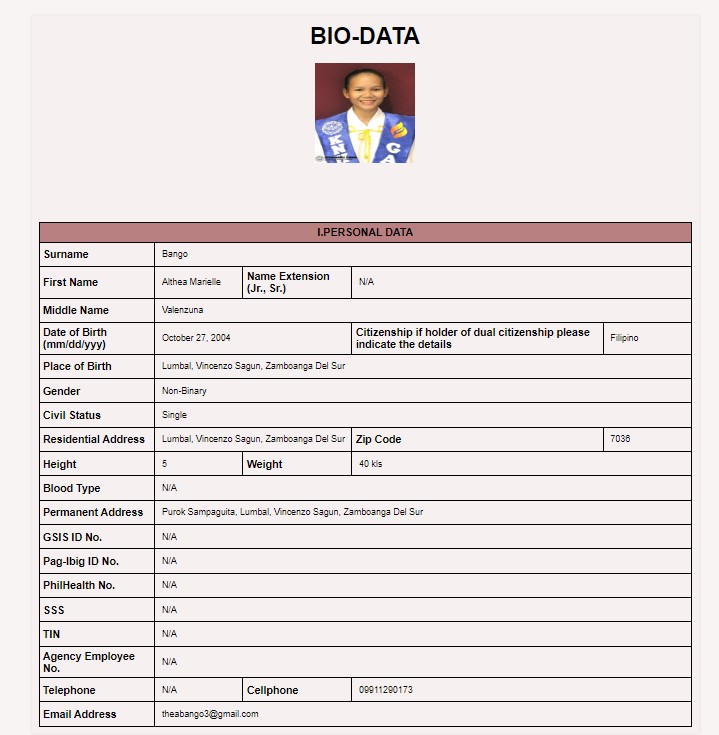 BIO-DATA
I.PERSONAL DATA
Surname Bango
First Name Althea Marielle Name Extension
(Jr., Sr.) N/A
Middle Name Valenzuna
Date of Birth
(mm/dd/yyy) October 27, 2004 Citizenship if holder of dual citizenship please
indicate the details Filipino
Place of Birth Lumbal, Vincenzo Sagun, Zamboanga Del Sur
Gender Non-Binary
Civil Status Single
Residential Address Lumbal, Vincenzo Sagun, Zamboanga Del Sur Zip Code 7036
Height 5 Weight 40 kls
Blood Type N/A
Permanent Address Purok Sampaguita, Lumbal, Vincenzo Sagun, Zamboanga Del Sur
GSIS ID No. N/A
Pag-Ibig ID No. N/A
PhilHealth No. N/A
SSS N/A
TIN N/A
Agency Employee
No. N/A
Telephone N/A Cellphone 09911290173
Email Address theabango3@gmail.com